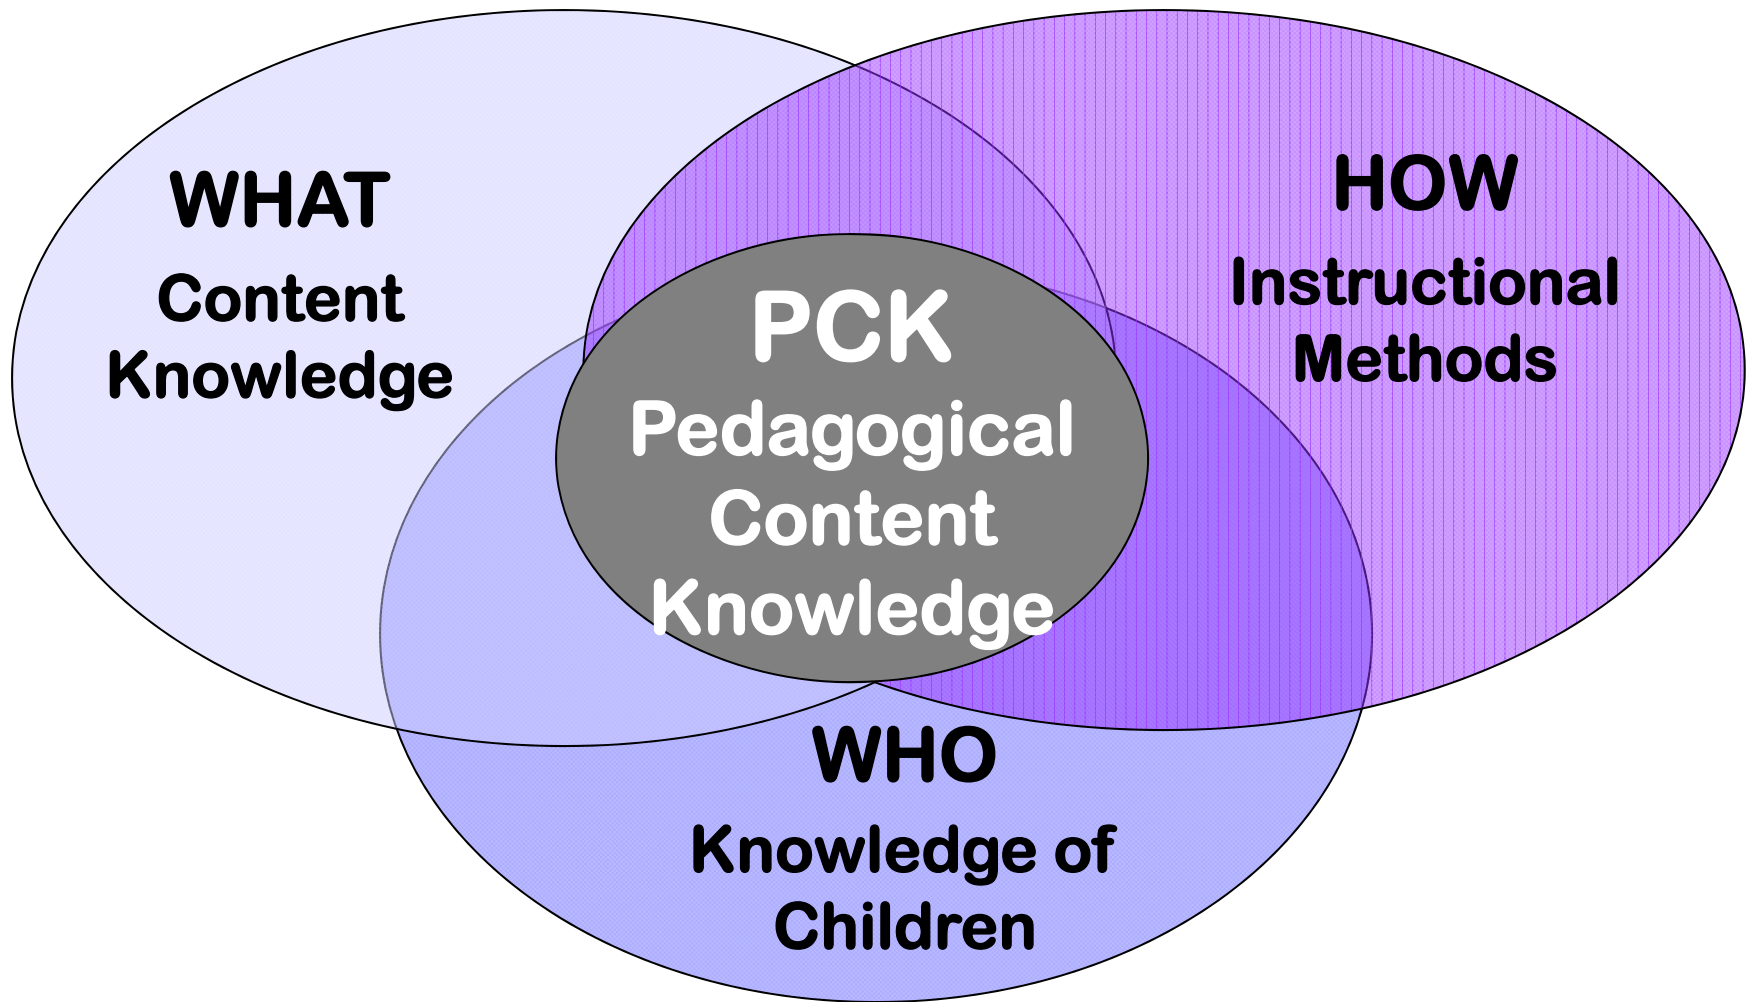 WHAT
Content
Knowledge
HOW
Instructional
Methods
PCK
Pedagogical
Content
Knowledge
WHO
Knowledge of
Children